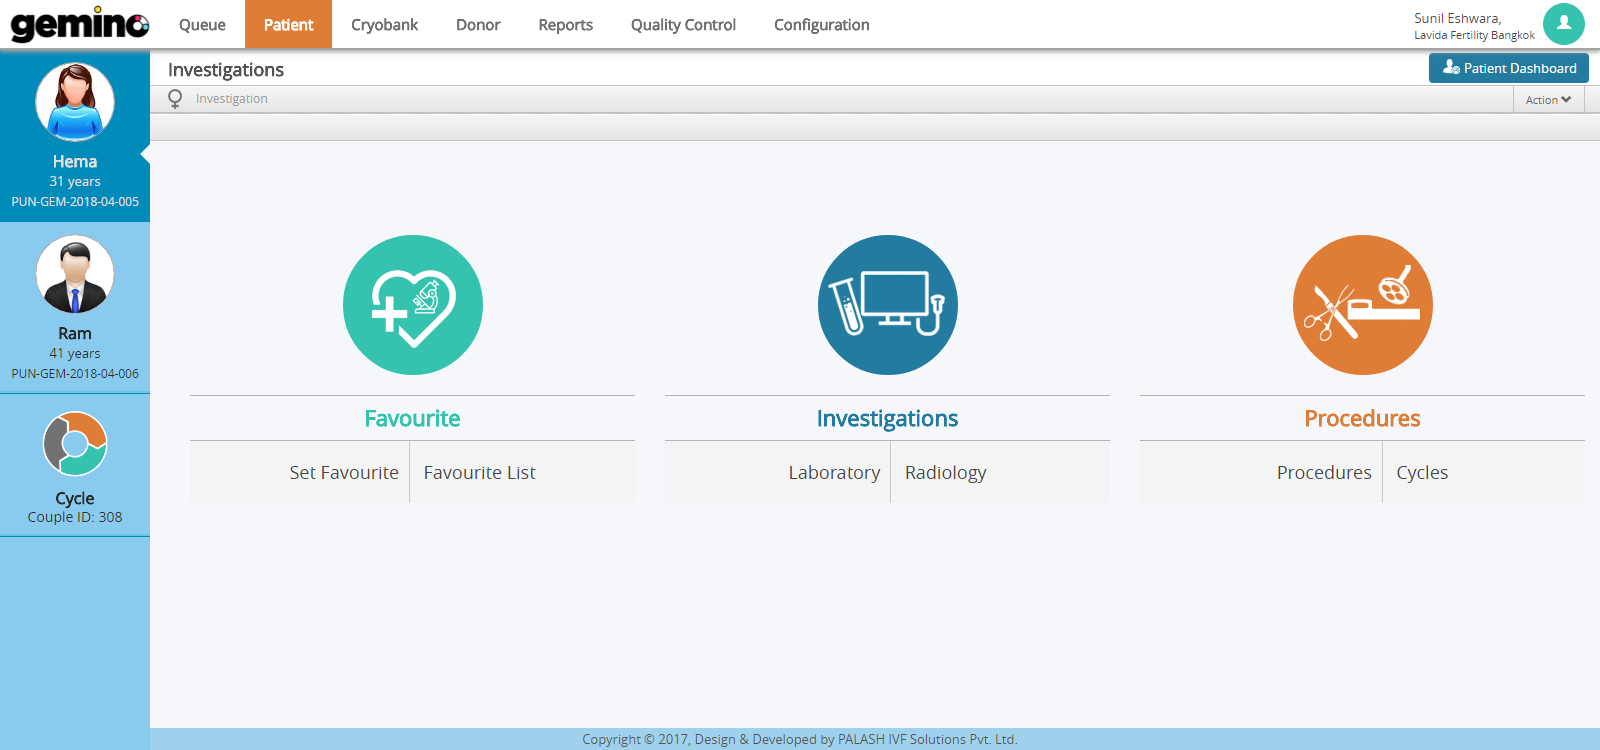 gemino
Queue Patient Cryobank Donor Reports Quality Control Configuration
Sunil Eshwara,
Lavida Fertility Bangkok
Investigations
Patient Dashboard
Investigation
Action
Hema
31 years
PUN-GEM-2018-04-005
Ram
41 years
PUN-GEM-2018-04-006
Cycle
Couple ID: 308
Favourite
Set Favourite Favourite List
Investigations
Laboratory Radiology
Procedures
Procedures Cycles
Copyright © 2017, Design & Developed by PALASH IVF Solutions Pvt. Ltd.